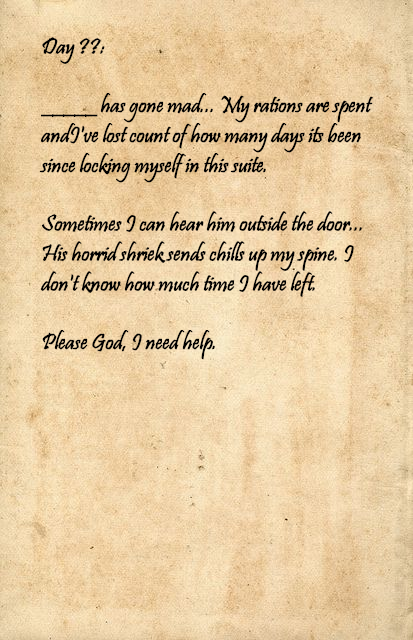 Day ??:
______ has gone mad... My rations are spent
and I've lost count of how many days its been
since locking myself in this suite.
Sometimes I can hear him outside the door...
His horrid shriek sends chills up my spine. I
don't know how much time I have left.
Please God, I need help.